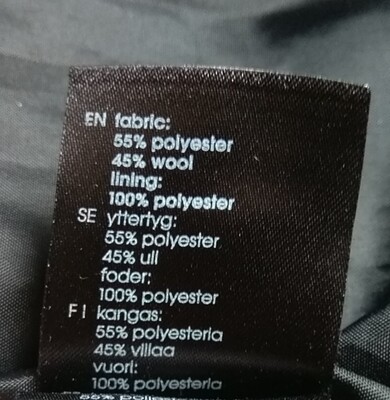 EN fabric:
55% polyester
45% wool
lining:
100% polyester
SE yttertyg:
55% polyester
45% ull
foder:
100% polyester
FI kangas:
55% polyesteria
45% villaa
vuori:
100% polyesteria